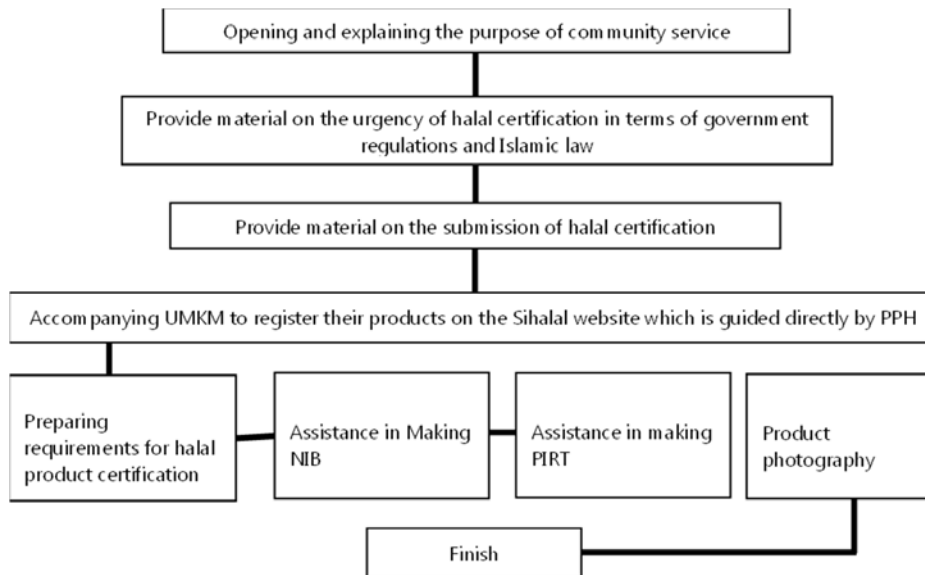 Opening and explaining the purpose of community service
Provide material on the urgency of halal certification in terms of government
regulations and Islamic law
Provide material on the submission of halal certification
Accompanying UMKM to register their products on the Sihalal website which is guided directly by PPH
Preparing
requirements for halal
product certification
Assistance in Making
NIB
Assistance in making
PIRT
Product
photography
Finish